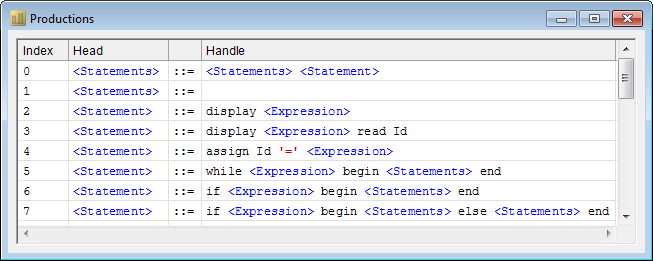 Productions
Index Head Handle
0 <Statements> ::= <Statements> <Statement>
1 <Statements> ::=
2 <Statement> ::= display <Expression>
3 <Statement> ::= display <Expression> read Id
4 <Statement> ::= assign Id '=' <Expression>
5 <Statement> ::= while <Expression> begin <Statements> end
6 <Statement> ::= if <Expression> begin <Statements> end
7 <Statement> ::= if <Expression> begin <Statements> else <Statements> end